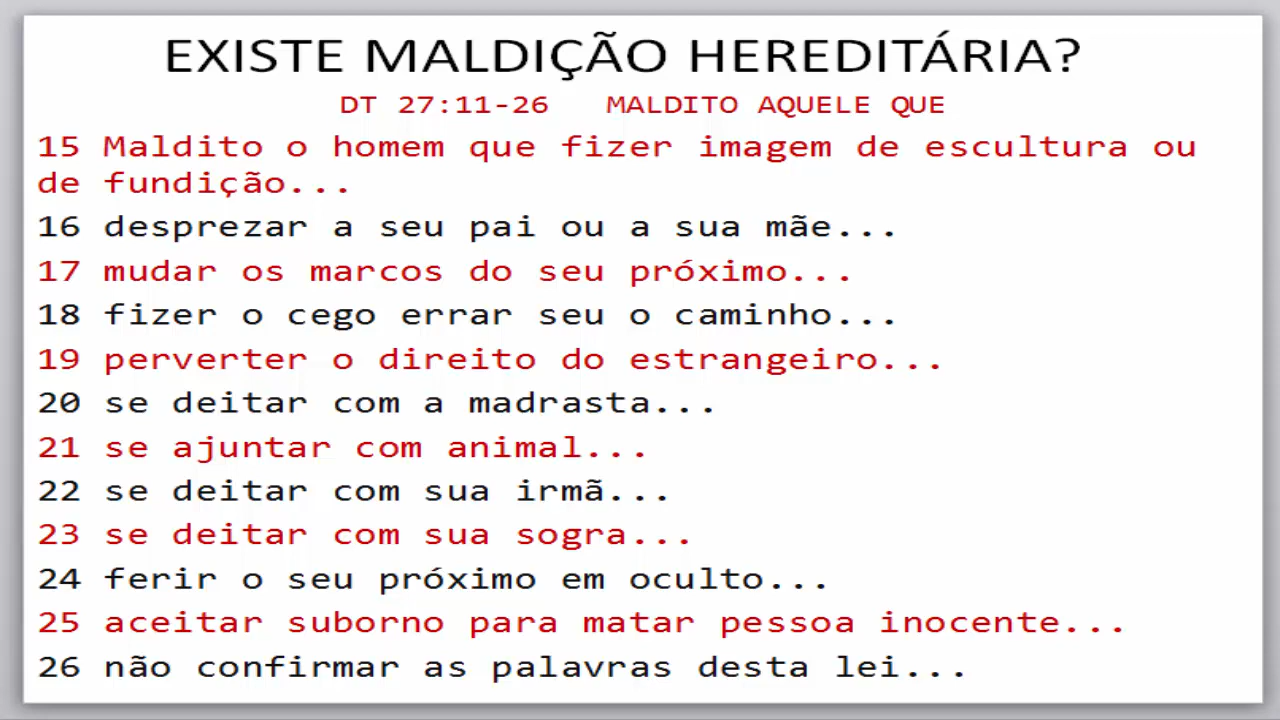 EXISTE MALDIÇÃO HEREDITÁRIA?
DT 27:11-26 MALDITO AQUELE QUE
15 Maldito o homem que fizer imagem de escultura ou
de fundição...
16 desprezar a seu pai ou a sua mãe...
17 mudar os marcos do seu próximo...
18 fizer o cego errar seu o caminho...
19 perverter o direito do estrangeiro...
20 se deitar com a madrasta...
21 se ajuntar com animal...
22 se deitar com sua irmã...
23 se deitar com sua sogra...
24 ferir o seu próximo em oculto...
25 aceitar suborno para matar pessoa inocente...
26 não confirmar as palavras desta lei...